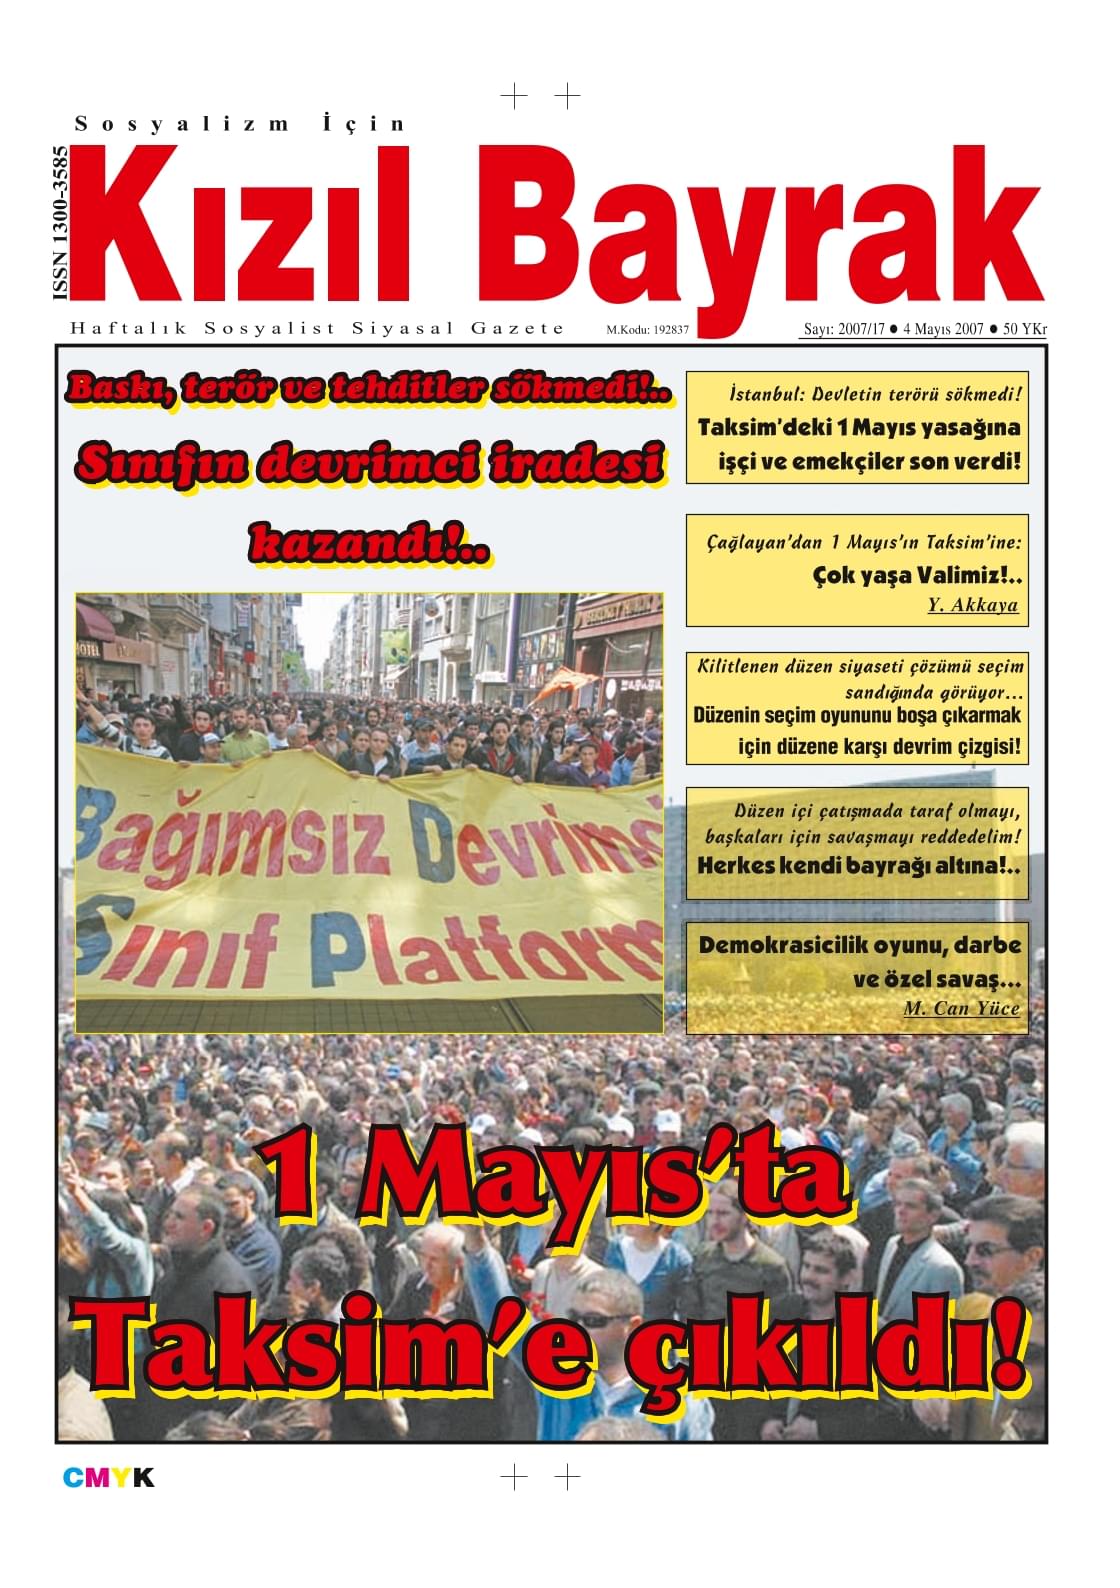 Sosyalizm İçin
ISSN 1300-3585
Kızıl Bayrak
Haftalık Sosyalist Siyasal Gazete
M.Kodu: 192837
Sayı: 2007/17 ● 4 Mayıs 2007 ● 50 YKr
Baskı, terör ve tehditler sökmedi!..
Sınıfın devrimci iradesi
kazandı!..
İstanbul: Devletin terörü sökmedi!
Taksim'deki 1 Mayıs yasağına
işçi ve emekçiler son verdi!
Çağlayan'dan 1 Mayıs'ın Taksim'ine:
Çok yaşa Valimiz!..
Y. Akkaya
Kilitlenen düzen siyaseti çözümü seçim
sandığında görüyor...
Düzenin seçim oyununu boşa çıkarmak
için düzene karşı devrim çizgisi!
Düzen içi çatışmada taraf olmayı,
başkaları için savaşmayı reddedelim!
Herkes kendi bayrağı altına!..
Demokrasicilik oyunu, darbe
ve özel savaş...
M. Can Yüce
HOTEL
Bağımsız Devrimc
Sınıf Platform
1 Mayıs'ta
Taksim'e çıkıldı!
CMYK